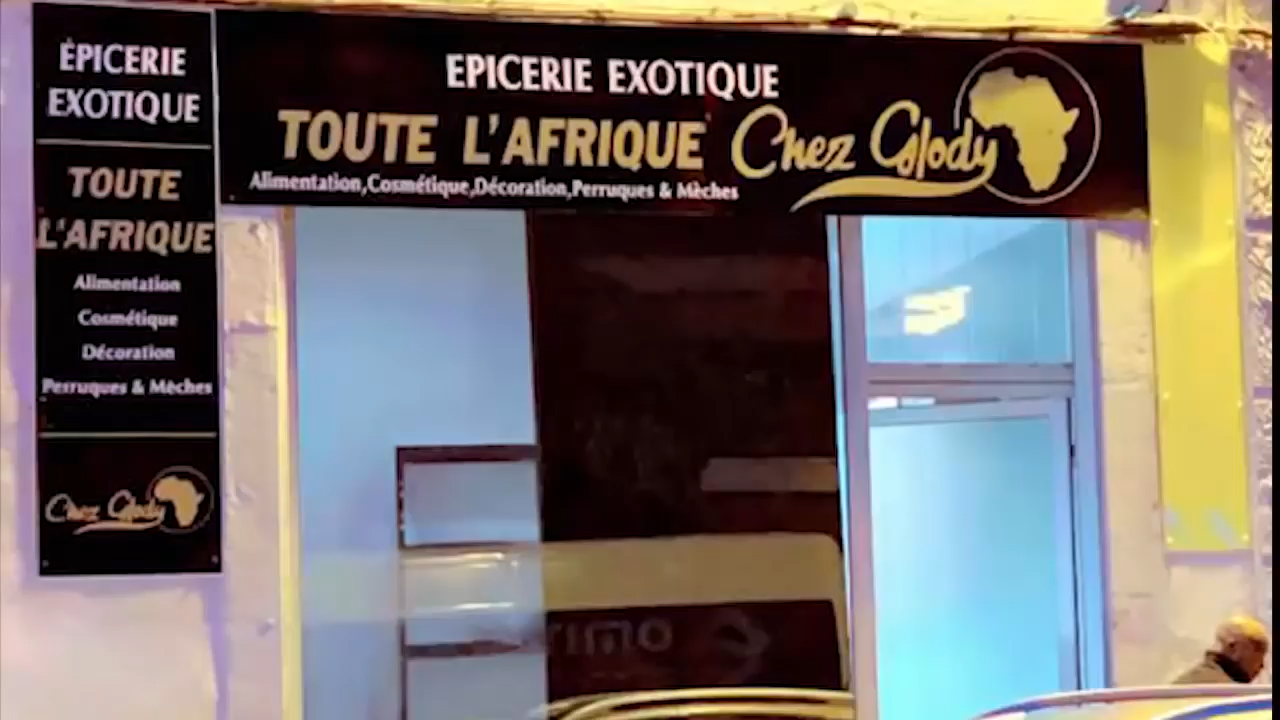 ÉPICERIE
EXOTIQUE
TOUTE
L'AFRIQUE
Alimentation
Cosmétique
Décoration
Perruques & Mèches
Chez Glody
EPICERIE EXOTIQUE
TOUTE L'AFRIQUE Chez Glody
Alimentation,Cosmétique,Décoration,Perruques & Mèches